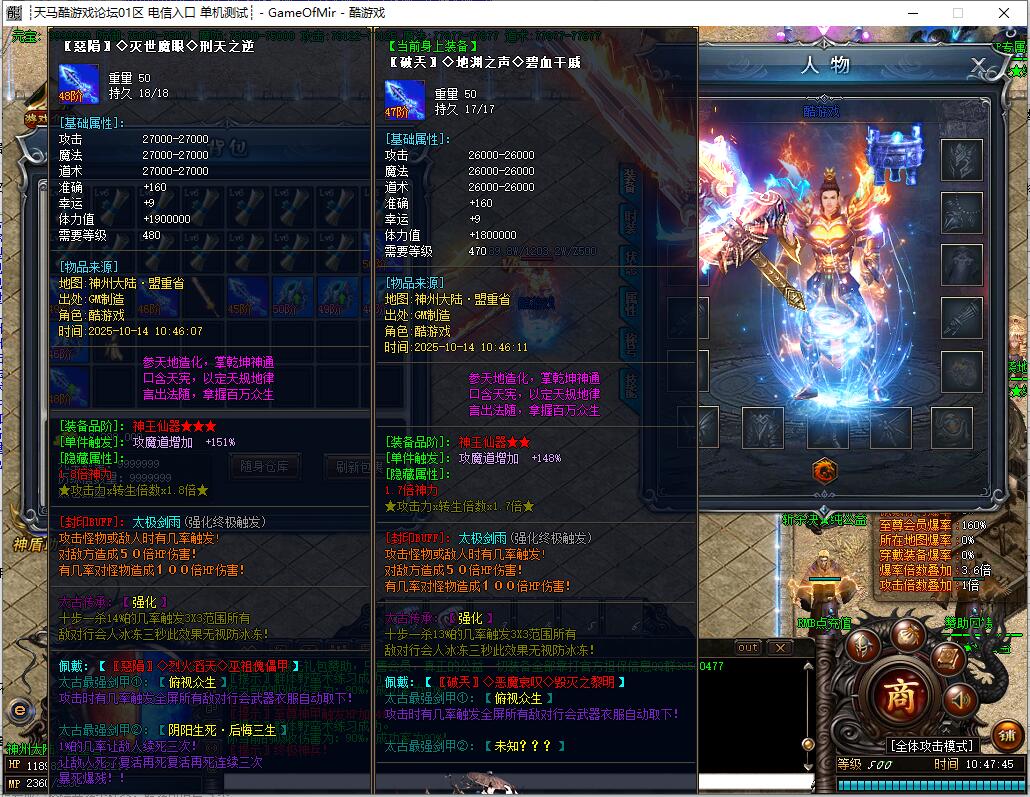 天马酷游戏论坛01区 电信入口 单机测试 - GameOfMir - 酷游戏
【惡隝】◇灭世魔眼◇刑天之逆
48阶
重量 50
持久 18/18
[基础属性]:
攻击 27000-27000
魔法 27000-27000
道术 27000-27000
准确 +160
幸运 +9
体力值 +1900000
需要等级 480
[物品来源]
地图:神州大陆·盟重省
出处:GM制造
角色:酷游戏
时间:2025-10-14 10:46:07
参天地造化，掌乾坤神通
口含天宪，以定天规地律
言出法随，拿握百万众生
[装备品阶]: 神王仙器★★★
[单件触发]: 攻魔道增加 +151%
[隐藏属性]:
1.8倍神力
★攻击力x转生倍数x1.8倍★
[封印BUFF]: 太极剑雨(强化终极触发)
攻击怪物或敌人时有几率触发!
对敌方造成50倍HP伤害!
有几率对怪物造成100倍HP伤害!
太古传承:【 强化 】
十步一杀14%的几率触发3X3范围所有
敌对行会人冰冻三秒此效果无视防冰冻!
佩戴:【【惡隝】◇烈火滔天◇巫祖傀儡甲 】
太古最强剑甲①: 【 俯视众生 】
攻击时有几率触发全屏所有敌对行会武器衣服自动取下!
太古最强剑甲②: 【 阴阳生死·后悔三生 】
1%的几率让敌人续死三次!
让敌人死了复活再死复活再死连续三次
暴死爆残!!
【当前身上装备】
【破天】◇地渊之声◇碧血干戚
47阶
重量 50
持久 17/17
[基础属性]:
攻击 26000-26000
魔法 26000-26000
道术 26000-26000
准确 +160
幸运 +9
体力值 +1800000
需要等级 470
[物品来源]
地图:神州大陆·盟重省
出处:GM制造
角色:酷游戏
时间:2025-10-14 10:46:11
参天地造化，掌乾坤神通
口含天宪，以定天规地律
言出法随，拿握百万众生
[装备品阶]: 神王仙器★★
[单件触发]: 攻魔道增加 +148%
[隐藏属性]:
1.7倍神力
★攻击力x转生倍数x1.7倍★
[封印BUFF]: 太极剑雨(强化终极触发)
攻击怪物或敌人时有几率触发!
对敌方造成50倍HP伤害!
有几率对怪物造成100倍HP伤害!
太古传承:【 强化 】
十步一杀13%的几率触发3X3范围所有
敌对行会人冰冻三秒此效果无视防冰冻!
太古最强剑甲①: 【 俯视众生 】
攻击时有几率触发全屏所有敌对行会武器衣服自动取下!
太古最强剑甲②: 【 未知？？？ 】
人物
酷游戏
随身仓库
至尊会员爆率:160%
所在地图爆率:0%
穿戴装备爆率:0%
爆率倍数叠加:3.6倍
攻击倍数叠加:1倍
RMB点充值
out X
商
[全体攻击模式]
等级 500
时间 10:47:45
HP
MP